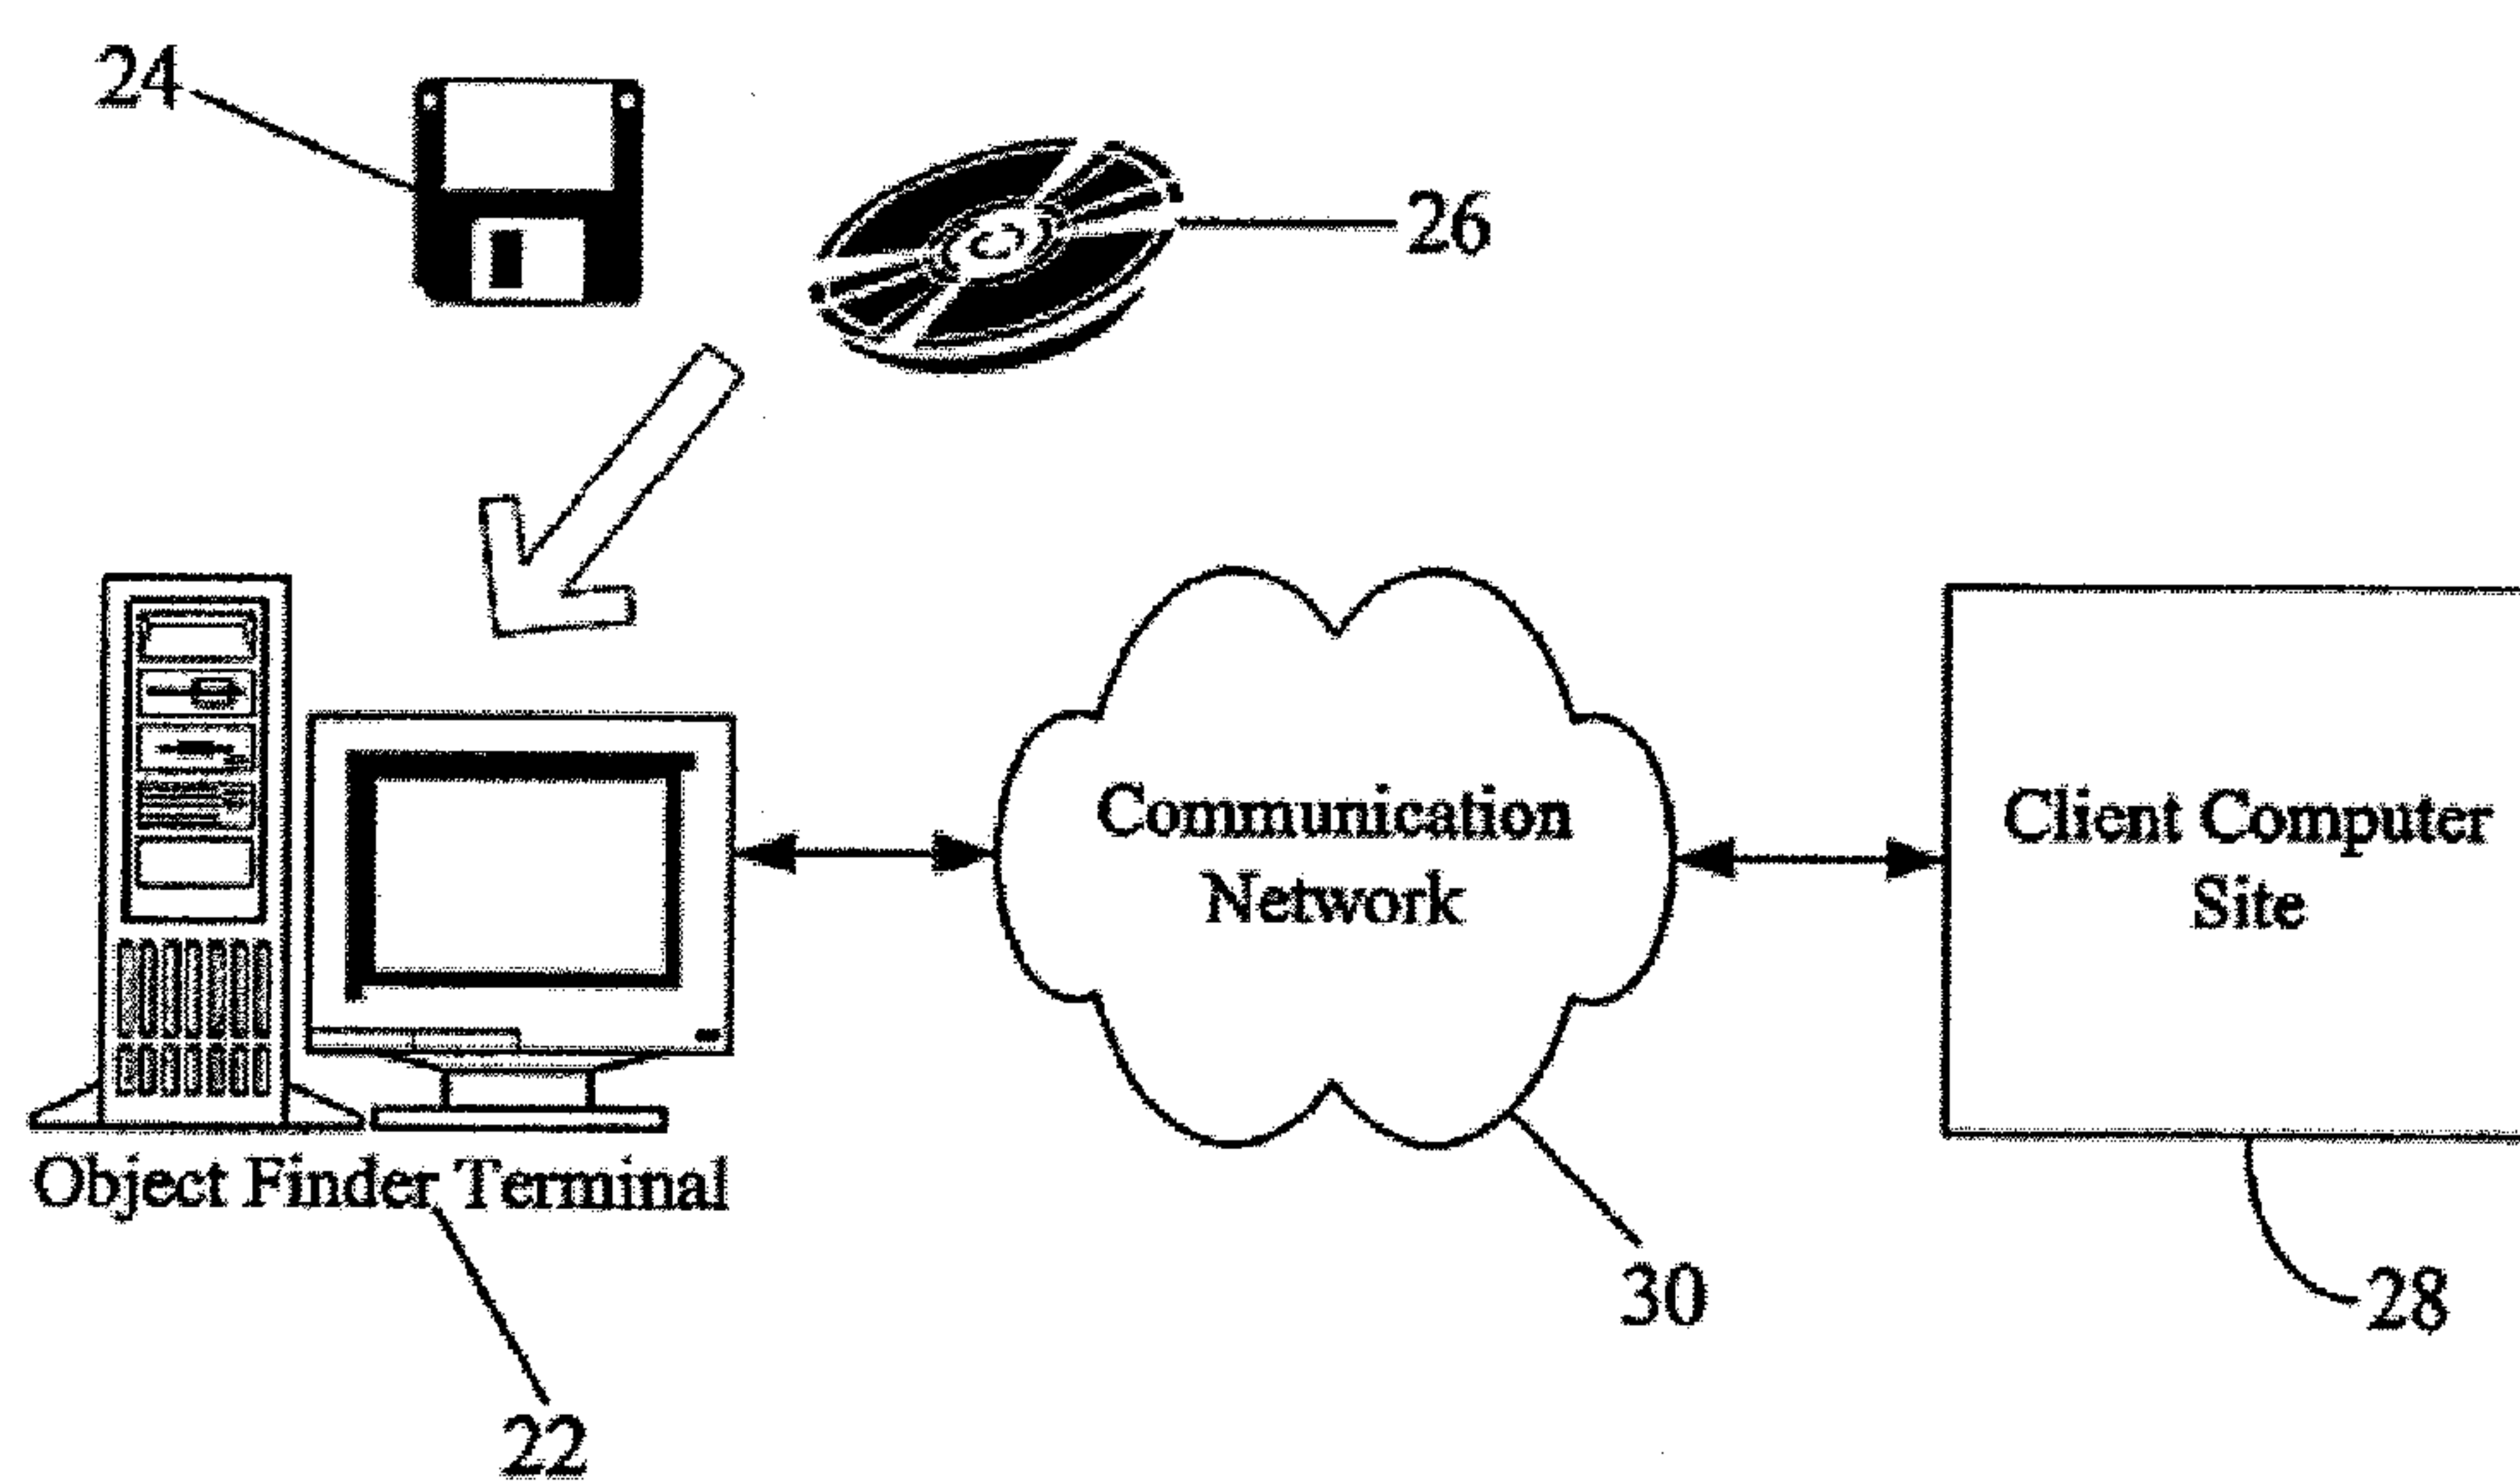 24
26
Communication
Network
Client Computer
Site
Object Finder Terminal
30
28
22